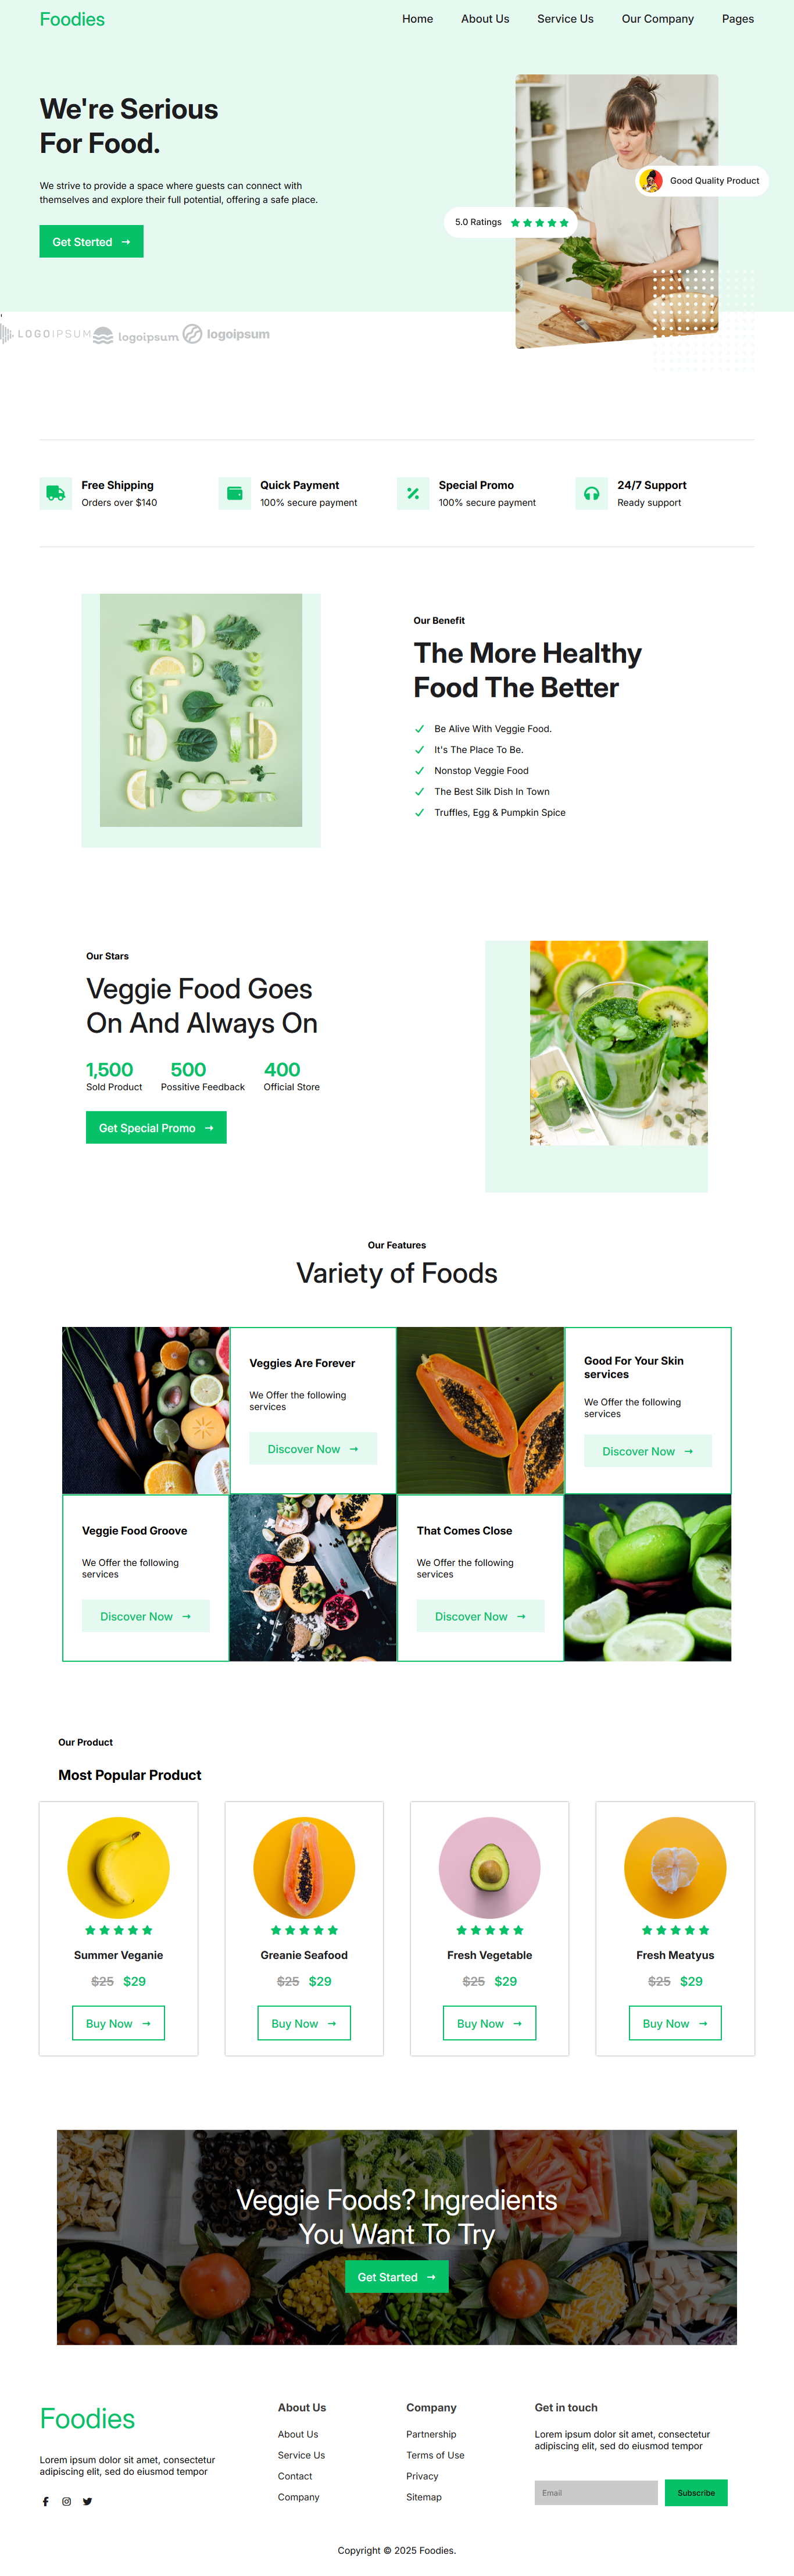 Foodies
Home About Us Service Us Our Company Pages
We're Serious
For Food.
We strive to provide a space where guests can connect with
themselves and explore their full potential, offering a safe place.
Get Sterted →
Good Quality Product
5.0 Ratings
LOGOIPSUM
logoipsum
logoipsum
Free Shipping
Orders over $140
Quick Payment
100% secure payment
Special Promo
100% secure payment
24/7 Support
Ready support
Our Benefit
The More Healthy
Food The Better
Be Alive With Veggie Food.
It's The Place To Be.
Nonstop Veggie Food
The Best Silk Dish In Town
Truffles, Egg & Pumpkin Spice
Our Stars
Veggie Food Goes
On And Always On
1,500 500 400
Sold Product Possitive Feedback Official Store
Get Special Promo →
Our Features
Variety of Foods
Veggies Are Forever
We Offer the following
services
Discover Now →
Good For Your Skin
services
We Offer the following
services
Discover Now →
Veggie Food Groove
We Offer the following
services
Discover Now →
That Comes Close
We Offer the following
services
Discover Now →
Our Product
Most Popular Product
Summer Veganie
$25 $29
Buy Now →
Greanie Seafood
$25 $29
Buy Now →
Fresh Vegetable
$25 $29
Buy Now →
Fresh Meatyus
$25 $29
Buy Now →
Veggie Foods? Ingredients
You Want To Try
Get Started →
Foodies
Lorem ipsum dolor sit amet, consectetur
adipiscing elit, sed do eiusmod tempor
About Us
About Us
Service Us
Contact
Company
Company
Partnership
Terms of Use
Privacy
Sitemap
Get in touch
Lorem ipsum dolor sit amet, consectetur
adipiscing elit, sed do eiusmod tempor
Email
Subscribe
Copyright © 2025 Foodies.